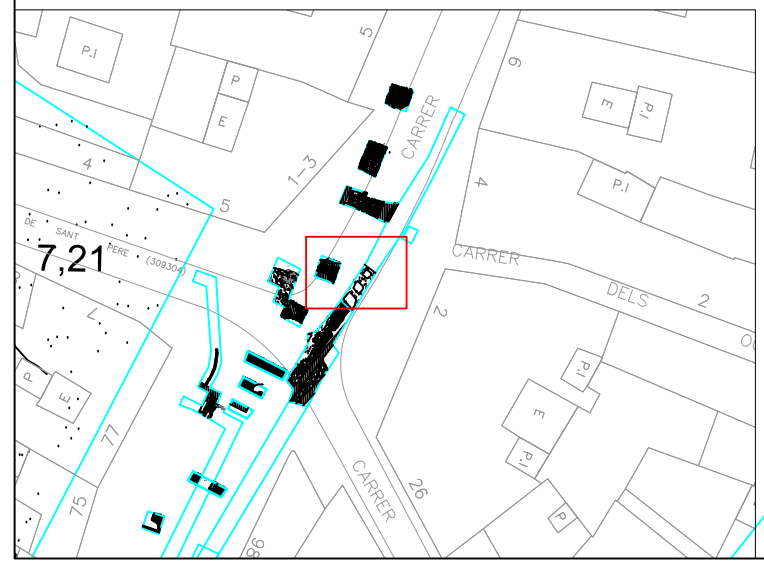 5
CARRER
6
P.I
P
E
E
P.I
4
1-3
4
P.I
5
DE SANT PERE (309304)
7,21
CARRER
DELS
2
7
2
P.I
P
E
E
77
P.I
CARRER
26
75
P
86